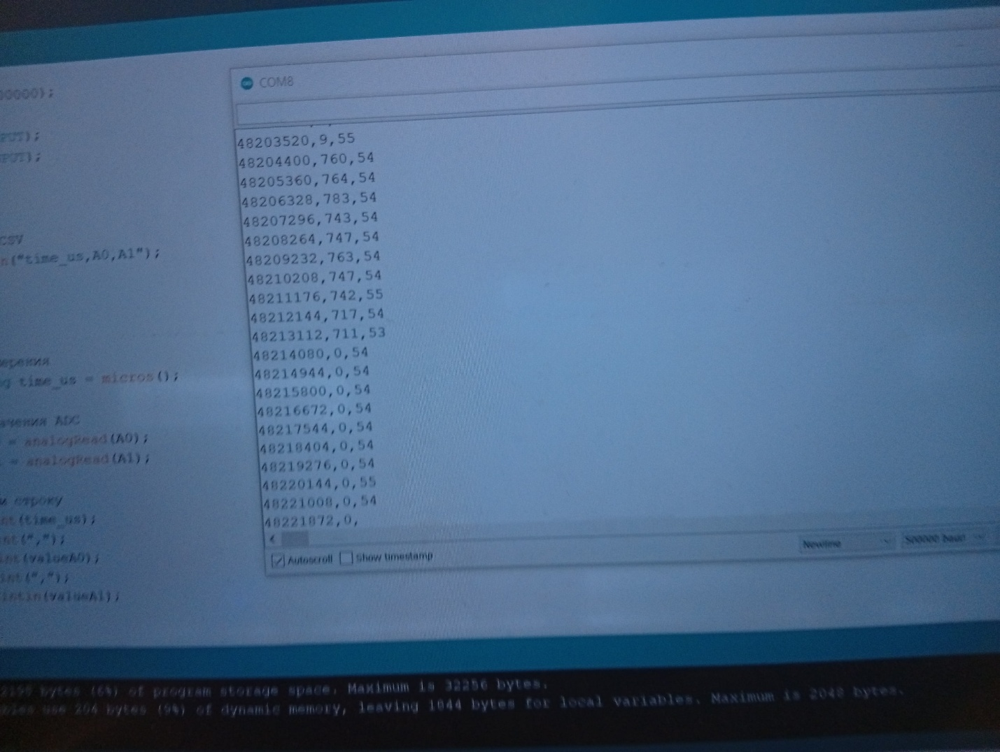 COM8
00000);
PUT);
PUT);
CSV
n("time_us,A0,A1");
ерения
g time_us = micros();
ачения ADC
= analogRead(A0);
= analogRead(A1);
и строку
nt(time_us);
nt(",");
int(valueA0);
int(",");
intln(valueA1);
48203520,9,55
48204400,760,54
48205360,764,54
48206328,783,54
48207296,743,54
48208264,747,54
48209232,763,54
48210208,747,54
48211176,742,55
48212144,717,54
48213112,711,53
48214080,0,54
48214944,0,54
48215800,0,54
48216672,0,54
48217544,0,54
48218404,0,54
48219276,0,54
48220144,0,55
48221008,0,54
48221872,0,
Autoscroll Show timestamp
Newline 500000 baud
bytes (6%) of program storage space. Maximum is 32256 bytes.
use 204 bytes (9%) of dynamic memory, leaving 1844 bytes for local variables. Maximum is 2048 bytes.